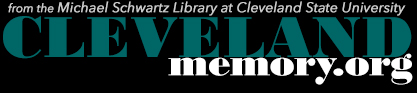 from the Michael Schwartz Library at Cleveland State University
CLEVELAND
memory.org